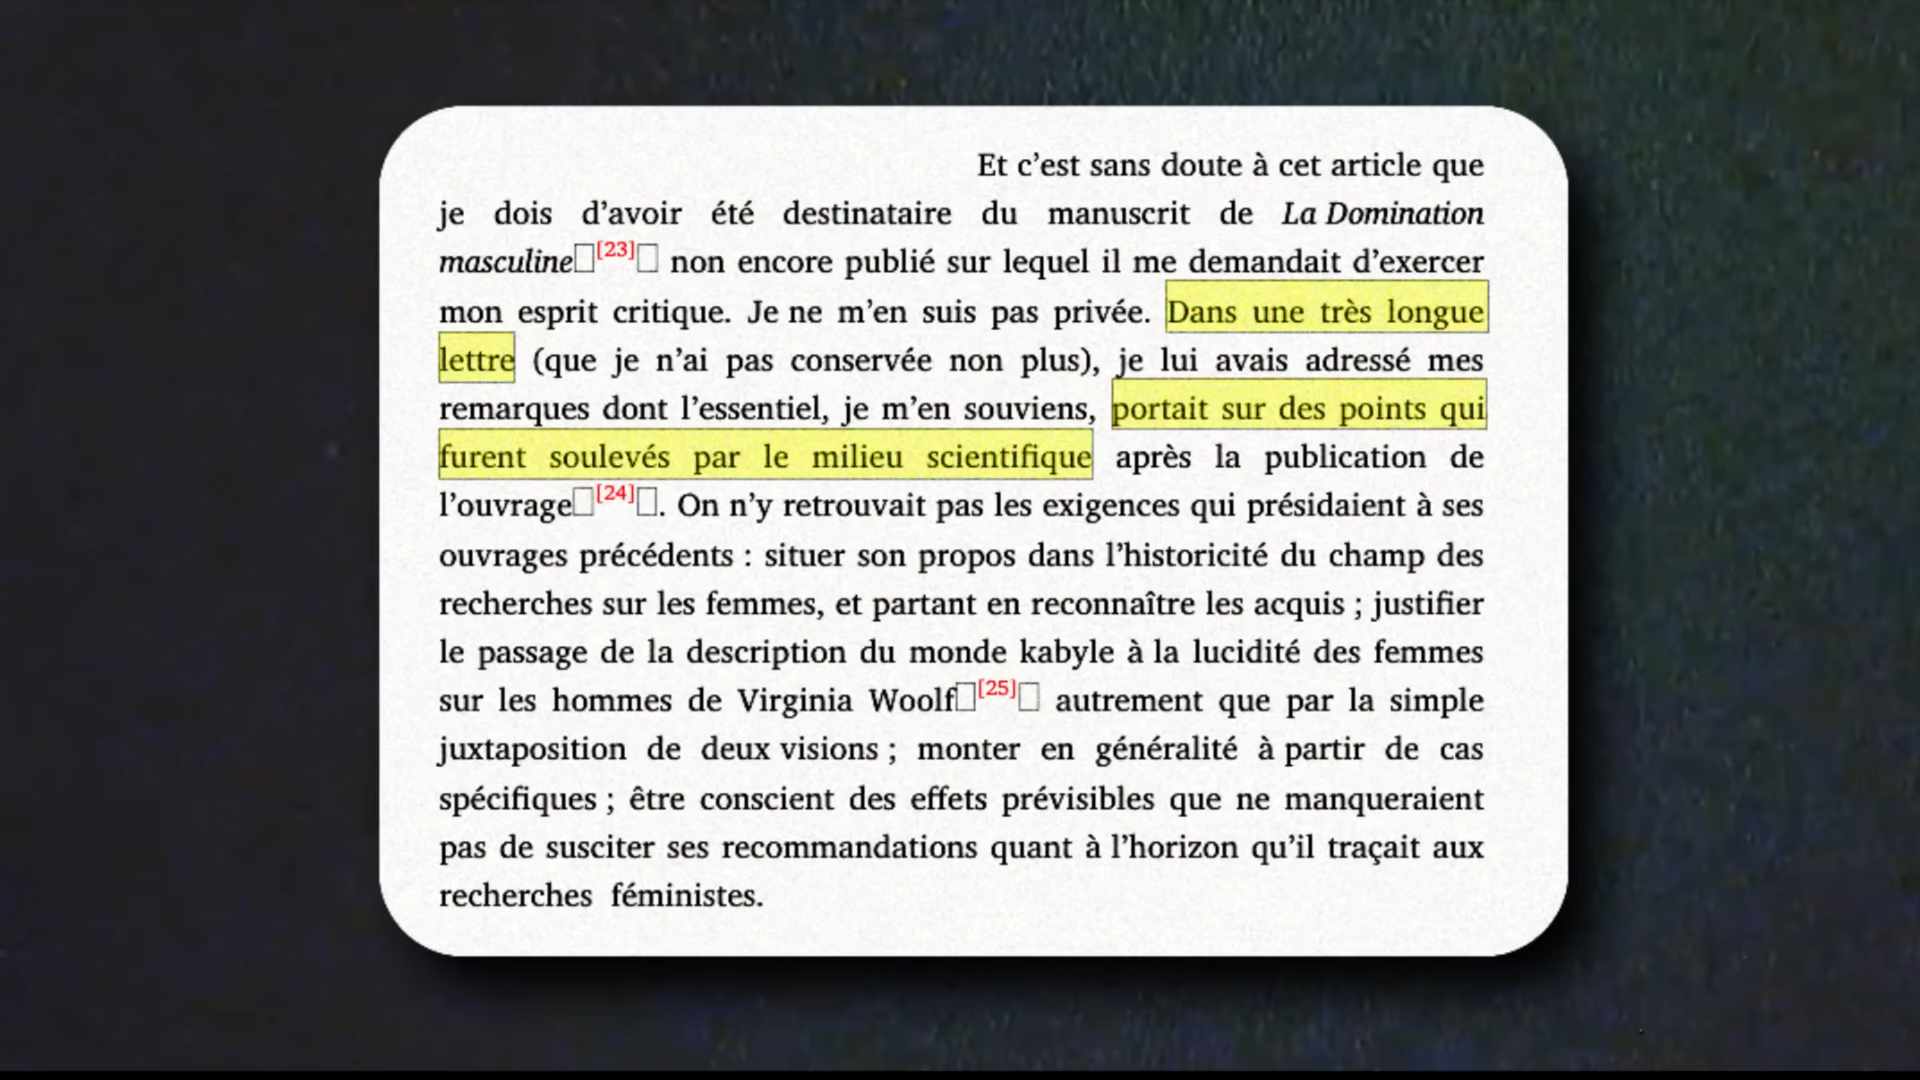 Et c’est sans doute à cet article que
je dois d’avoir été destinataire du manuscrit de La Domination
masculine[23] non encore publié sur lequel il me demandait d’exercer
mon esprit critique. Je ne m’en suis pas privée. Dans une très longue
lettre (que je n’ai pas conservée non plus), je lui avais adressé mes
remarques dont l’essentiel, je m’en souviens, portait sur des points qui
furent soulevés par le milieu scientifique après la publication de
l’ouvrage[24]. On n’y retrouvait pas les exigences qui présidaient à ses
ouvrages précédents : situer son propos dans l’historicité du champ des
recherches sur les femmes, et partant en reconnaître les acquis ; justifier
le passage de la description du monde kabyle à la lucidité des femmes
sur les hommes de Virginia Woolf[25] autrement que par la simple
juxtaposition de deux visions ; monter en généralité à partir de cas
spécifiques ; être conscient des effets prévisibles que ne manqueraient
pas de susciter ses recommandations quant à l’horizon qu’il traçait aux
recherches féministes.